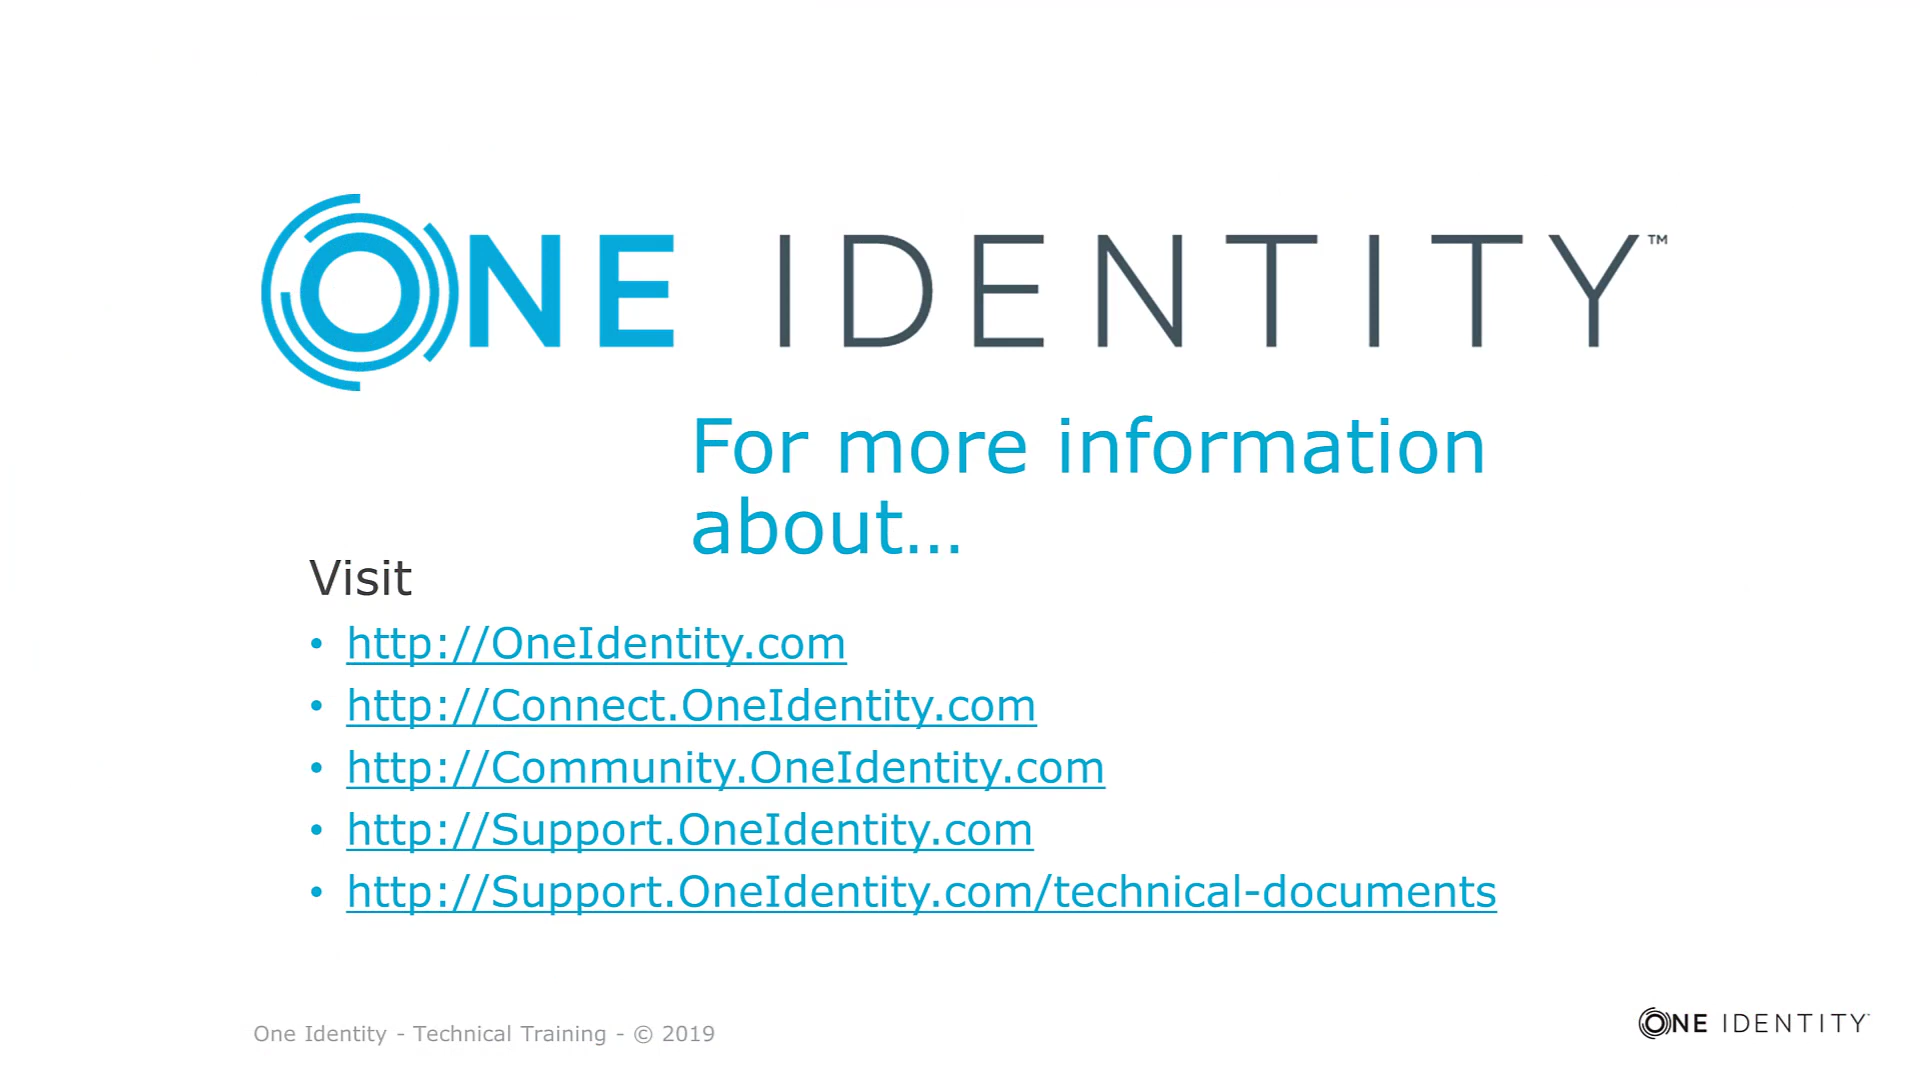 ONE IDENTITY™
For more information
about...
Visit
• http://OneIdentity.com
• http://Connect.OneIdentity.com
• http://Community.OneIdentity.com
• http://Support.OneIdentity.com
• http://Support.OneIdentity.com/technical-documents
One Identity - Technical Training - © 2019
ONE IDENTITY™